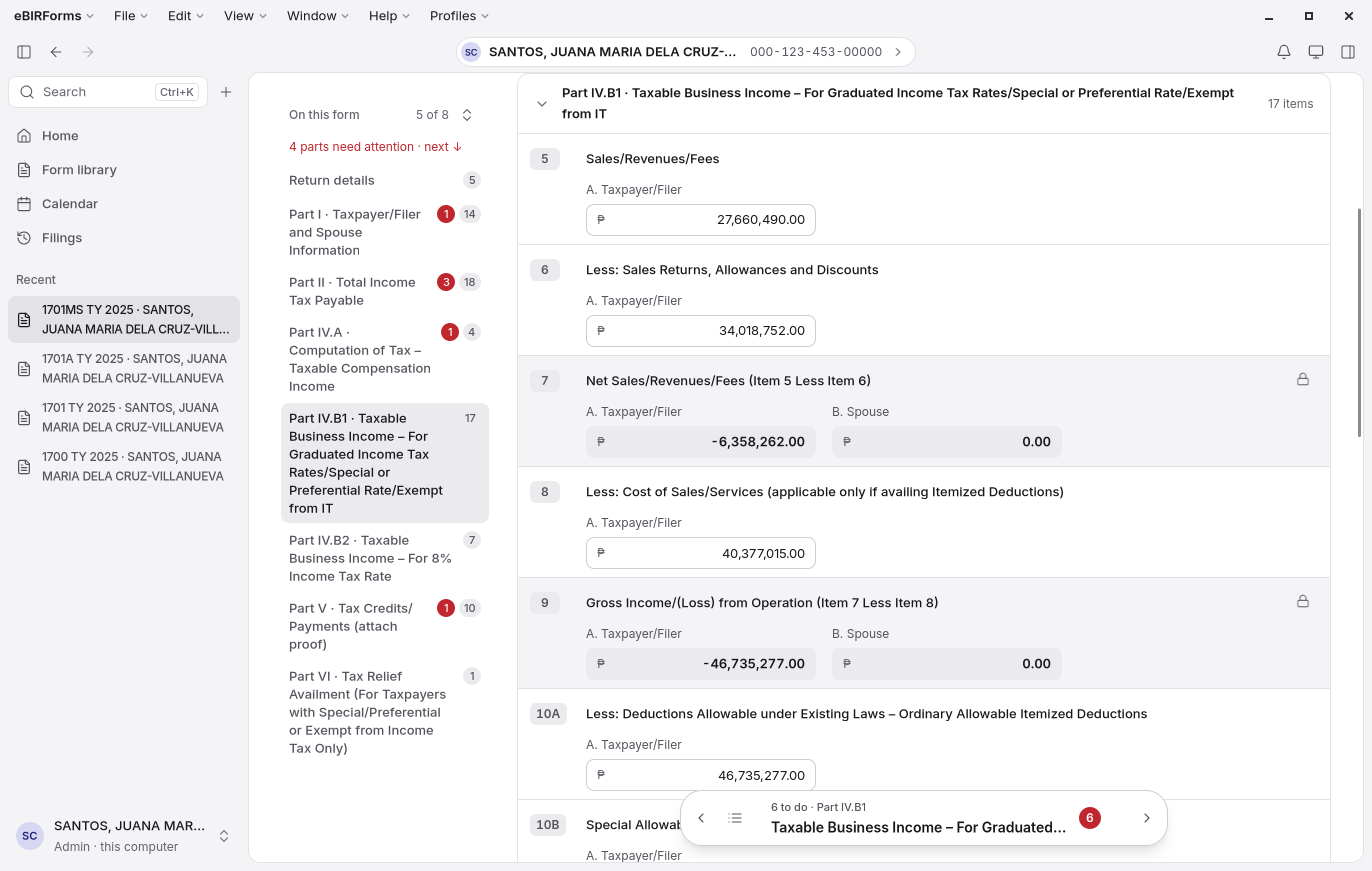 eBIRForms File Edit View Window Help Profiles
SC SANTOS, JUANA MARIA DELA CRUZ-... 000-123-453-00000
Search Ctrl+K
Home
Form library
Calendar
Filings
Recent
1701MS TY 2025 · SANTOS,
JUANA MARIA DELA CRUZ-VILL...
1701A TY 2025 · SANTOS, JUANA
MARIA DELA CRUZ-VILLANUEVA
1701 TY 2025 · SANTOS, JUANA
MARIA DELA CRUZ-VILLANUEVA
1700 TY 2025 · SANTOS, JUANA
MARIA DELA CRUZ-VILLANUEVA
SC SANTOS, JUANA MAR...
Admin · this computer
On this form 5 of 8
4 parts need attention · next ↓
Return details 5
Part I · Taxpayer/Filer 1 14
and Spouse
Information
Part II · Total Income 3 18
Tax Payable
Part IV.A · 1 4
Computation of Tax –
Taxable Compensation
Income
Part IV.B1 · Taxable 17
Business Income – For
Graduated Income Tax
Rates/Special or
Preferential Rate/Exempt
from IT
Part IV.B2 · Taxable 7
Business Income – For 8%
Income Tax Rate
Part V · Tax Credits/ 1 10
Payments (attach
proof)
Part VI · Tax Relief 1
Availment (For Taxpayers
with Special/Preferential
or Exempt from Income
Tax Only)
Part IV.B1 · Taxable Business Income – For Graduated Income Tax Rates/Special or Preferential Rate/Exempt
from IT
17 items
5 Sales/Revenues/Fees
A. Taxpayer/Filer
₱ 27,660,490.00
6 Less: Sales Returns, Allowances and Discounts
A. Taxpayer/Filer
₱ 34,018,752.00
7 Net Sales/Revenues/Fees (Item 5 Less Item 6)
A. Taxpayer/Filer B. Spouse
₱ -6,358,262.00 ₱ 0.00
8 Less: Cost of Sales/Services (applicable only if availing Itemized Deductions)
A. Taxpayer/Filer
₱ 40,377,015.00
9 Gross Income/(Loss) from Operation (Item 7 Less Item 8)
A. Taxpayer/Filer B. Spouse
₱ -46,735,277.00 ₱ 0.00
10A Less: Deductions Allowable under Existing Laws – Ordinary Allowable Itemized Deductions
A. Taxpayer/Filer
₱ 46,735,277.00
10B Special Allowab
A. Taxpayer/Filer
6 to do · Part IV.B1
Taxable Business Income – For Graduated... 6